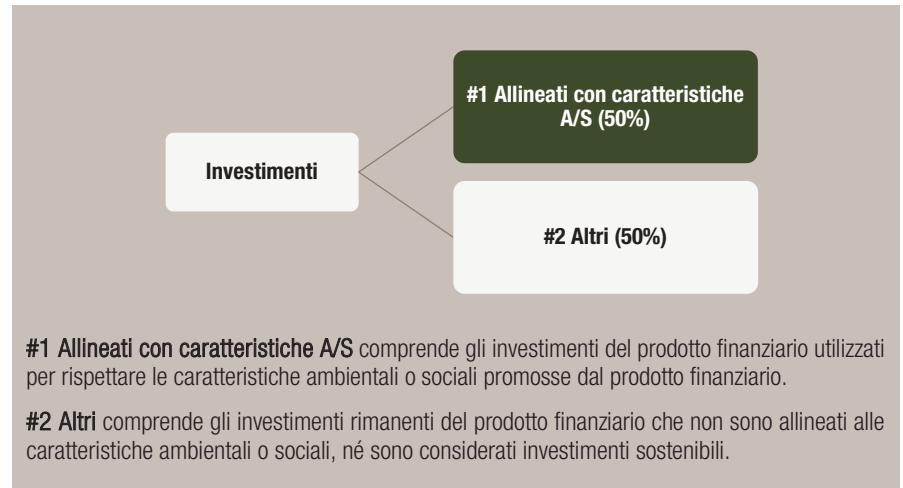 #1 Allineati con caratteristiche
A/S (50%)
Investimenti
#2 Altri (50%)
#1 Allineati con caratteristiche A/S comprende gli investimenti del prodotto finanziario utilizzati
per rispettare le caratteristiche ambientali o sociali promosse dal prodotto finanziario.
#2 Altri comprende gli investimenti rimanenti del prodotto finanziario che non sono allineati alle
caratteristiche ambientali o sociali, né sono considerati investimenti sostenibili.